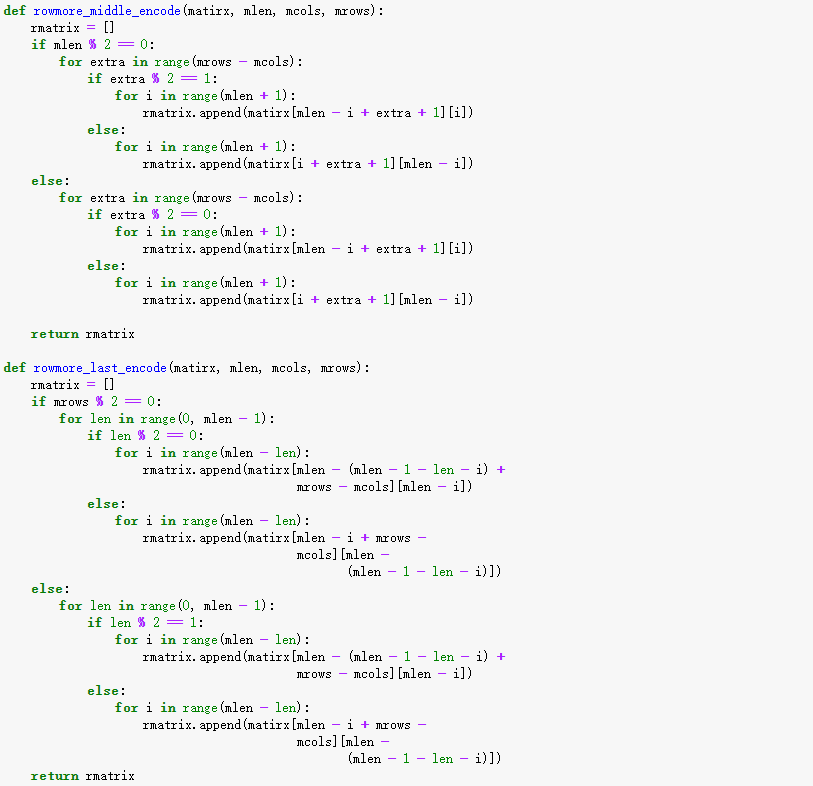 def rowmore_middle_encode(matirx, mlen, mcols, mrows):
    rmatrix = []
    if mlen % 2 == 0:
        for extra in range(mrows - mcols):
            if extra % 2 == 1:
                for i in range(mlen + 1):
                    rmatrix.append(matirx[mlen - i + extra + 1][i])
            else:
                for i in range(mlen + 1):
                    rmatrix.append(matirx[i + extra + 1][mlen - i])
    else:
        for extra in range(mrows - mcols):
            if extra % 2 == 0:
                for i in range(mlen + 1):
                    rmatrix.append(matirx[mlen - i + extra + 1][i])
            else:
                for i in range(mlen + 1):
                    rmatrix.append(matirx[i + extra + 1][mlen - i])

    return rmatrix

def rowmore_last_encode(matirx, mlen, mcols, mrows):
    rmatrix = []
    if mrows % 2 == 0:
        for len in range(0, mlen - 1):
            if len % 2 == 0:
                for i in range(mlen - len):
                    rmatrix.append(matirx[mlen - (mlen - 1 - len - i) +
                                          mrows - mcols][mlen - i])
            else:
                for i in range(mlen - len):
                    rmatrix.append(matirx[mlen - i + mrows -
                                          mcols][mlen -
                                                 (mlen - 1 - len - i)])
    else:
        for len in range(0, mlen - 1):
            if len % 2 == 1:
                for i in range(mlen - len):
                    rmatrix.append(matirx[mlen - (mlen - 1 - len - i) +
                                          mrows - mcols][mlen - i])
            else:
                for i in range(mlen - len):
                    rmatrix.append(matirx[mlen - i + mrows -
                                          mcols][mlen -
                                                 (mlen - 1 - len - i)])
    return rmatrix